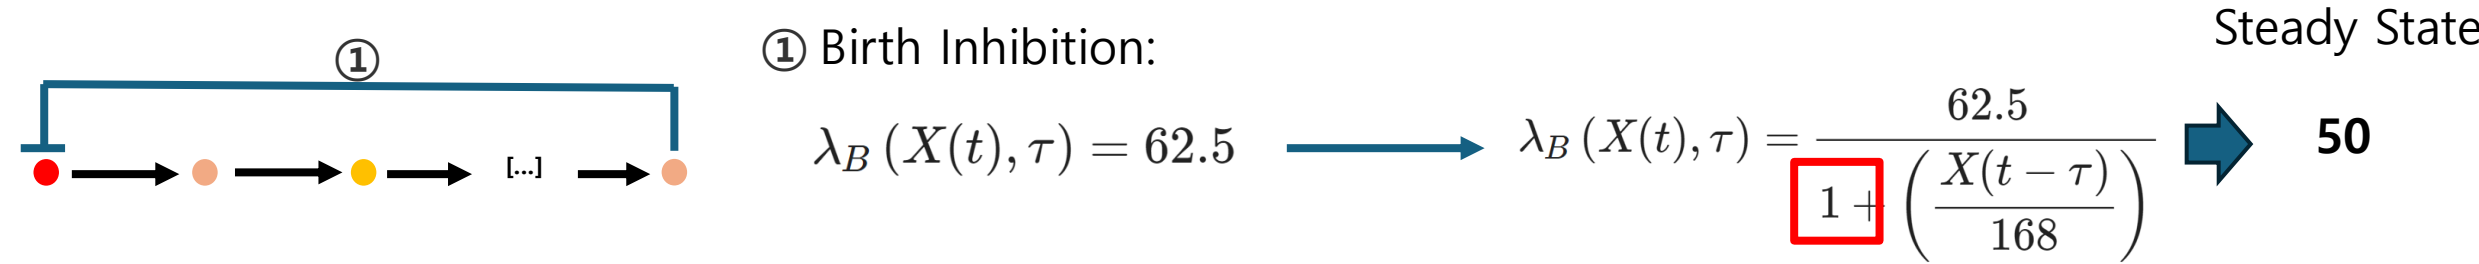 ①
[...]
① Birth Inhibition:
λ_B (X(t), τ) = 62.5
λ_B (X(t), τ) = 62.5 / (1 + (X(t − τ) / 168))
Steady State
50